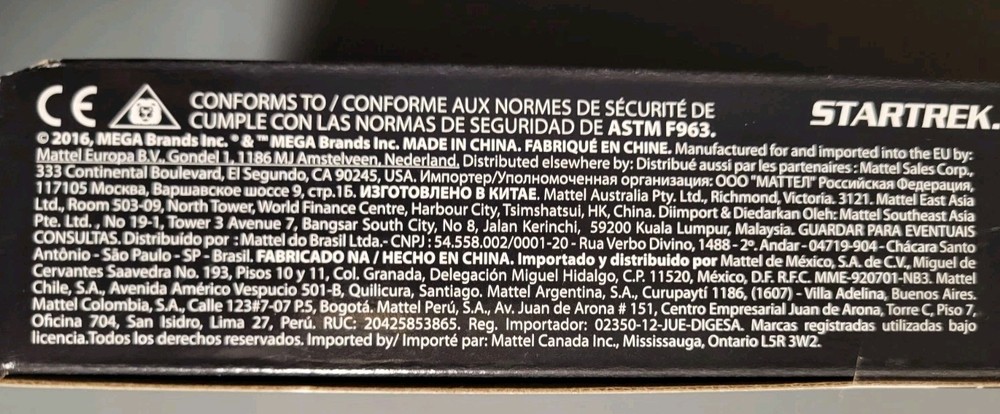 CE
CONFORMS TO / CONFORME AUX NORMES DE SÉCURITÉ DE
CUMPLE CON LAS NORMAS DE SEGURIDAD DE ASTM F963.
STARTREK.
© 2016, MEGA Brands Inc. ® & ™ MEGA Brands Inc. MADE IN CHINA. FABRIQUÉ EN CHINE. Manufactured for and imported into the EU by:
Mattel Europa B.V., Gondel 1, 1186 MJ Amstelveen, Nederland. Distributed elsewhere by: Distribué aussi par les partenaires : Mattel Sales Corp.,
333 Continental Boulevard, El Segundo, CA 90245, USA. Импортер/Уполномоченная организация: ООО "МАТТЕЛ" Российская Федерация,
117105 Москва, Варшавское шоссе 9, стр.1Б. ИЗГОТОВЛЕНО В КИТАЕ. Mattel Australia Pty. Ltd., Richmond, Victoria. 3121. Mattel East Asia
Ltd., Room 503-09, North Tower, World Finance Centre, Harbour City, Tsimshatsui, HK, China. Diimport & Diedarkan Oleh: Mattel Southeast Asia
Pte. Ltd. , No 19-1, Tower 3 Avenue 7, Bangsar South City, No 8, Jalan Kerinchi, 59200 Kuala Lumpur, Malaysia. GUARDAR PARA EVENTUAIS
CONSULTAS. Distribuido por : Mattel do Brasil Ltda.- CNPJ : 54.558.002/0001-20 - Rua Verbo Divino, 1488 - 2º. Andar - 04719-904 - Chácara Santo
Antônio - São Paulo - SP - Brasil. FABRICADO NA / HECHO EN CHINA. Importado y distribuido por Mattel de México, S.A. de C.V., Miguel de
Cervantes Saavedra No. 193, Pisos 10 y 11, Col. Granada, Delegación Miguel Hidalgo, C.P. 11520, México, D.F. R.F.C. MME-920701-NB3. Mattel
Chile, S.A., Avenida Américo Vespucio 501-B, Quilicura, Santiago. Mattel Argentina, S.A., Curupaytí 1186, (1607) - Villa Adelina, Buenos Aires.
Mattel Colombia, S.A., Calle 123#7-07 P.5, Bogotá. Mattel Perú, S.A., Av. Juan de Arona # 151, Centro Empresarial Juan de Arona, Torre C, Piso 7,
Oficina 704, San Isidro, Lima 27, Perú. RUC: 20425853865. Reg. Importador: 02350-12-JUE-DIGESA. Marcas registradas utilizadas bajo
licencia.Todos los derechos reservados. Imported by/ Importé par: Mattel Canada Inc., Mississauga, Ontario L5R 3W2.